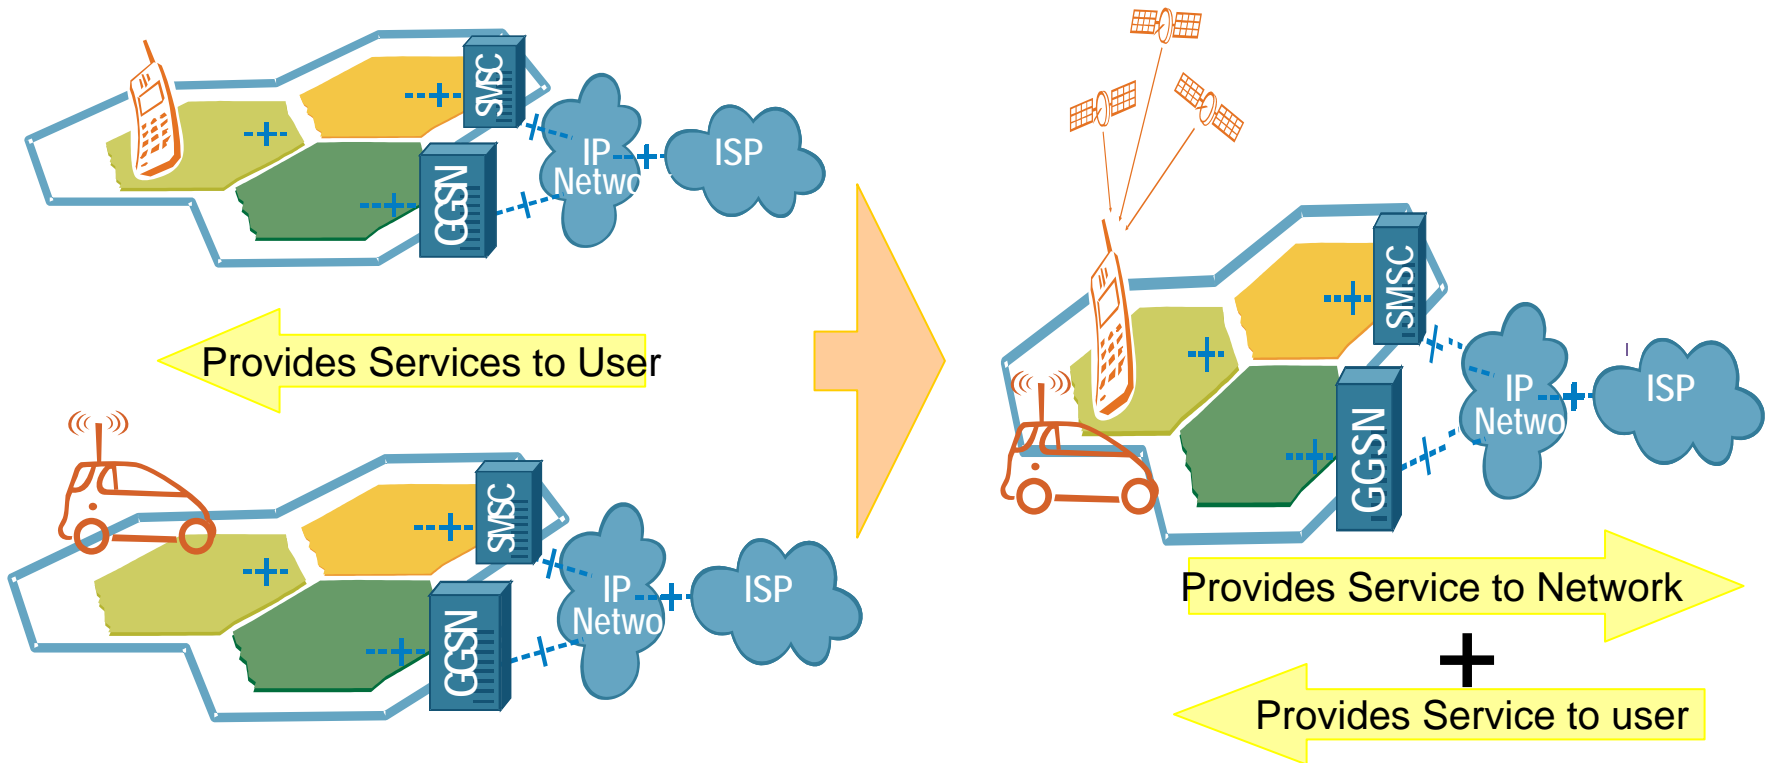 SMSC
GGSN
IP
Netwo
ISP
Provides Services to User
SMSC
GGSN
IP
Netwo
ISP
SMSC
GGSN
IP
Netwo
ISP
Provides Service to Network
+
Provides Service to user